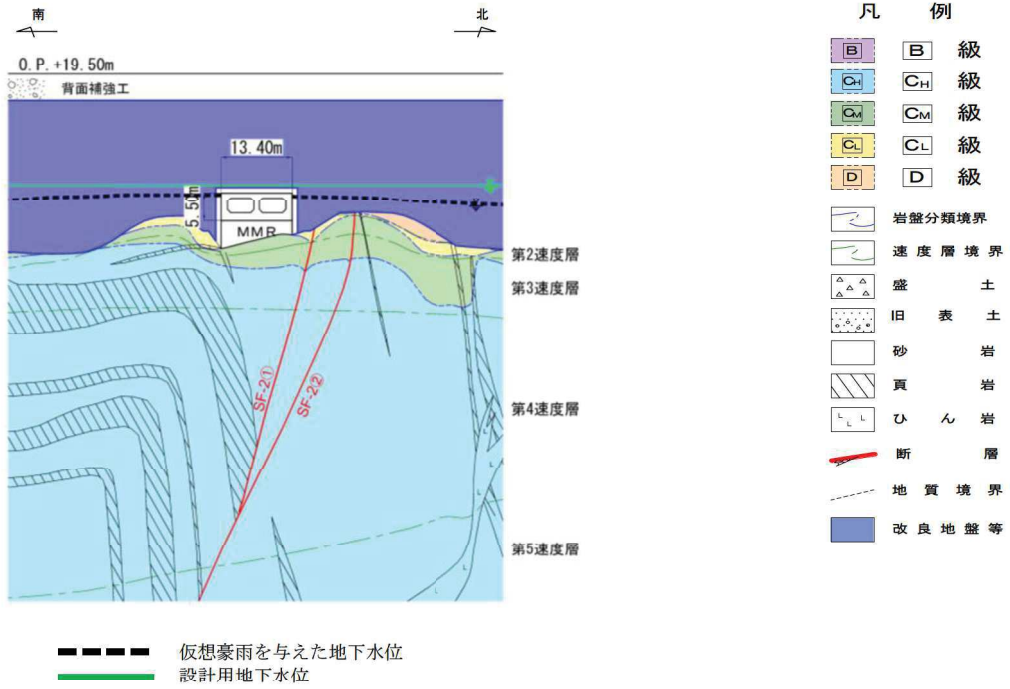 南
北
O.P.+19.50m
背面補強工
13.40m
5.50m
MMR
第2速度層
第3速度層
第4速度層
第5速度層
SF-2①
SF-2②
凡 例
B B 級
CH CH 級
CM CM 級
CL CL 級
D D 級
岩盤分類境界
速度層境界
盛土
旧表土
砂岩
頁岩
ひん岩
断層
地質境界
改良地盤等
仮想豪雨を与えた地下水位
設計用地下水位